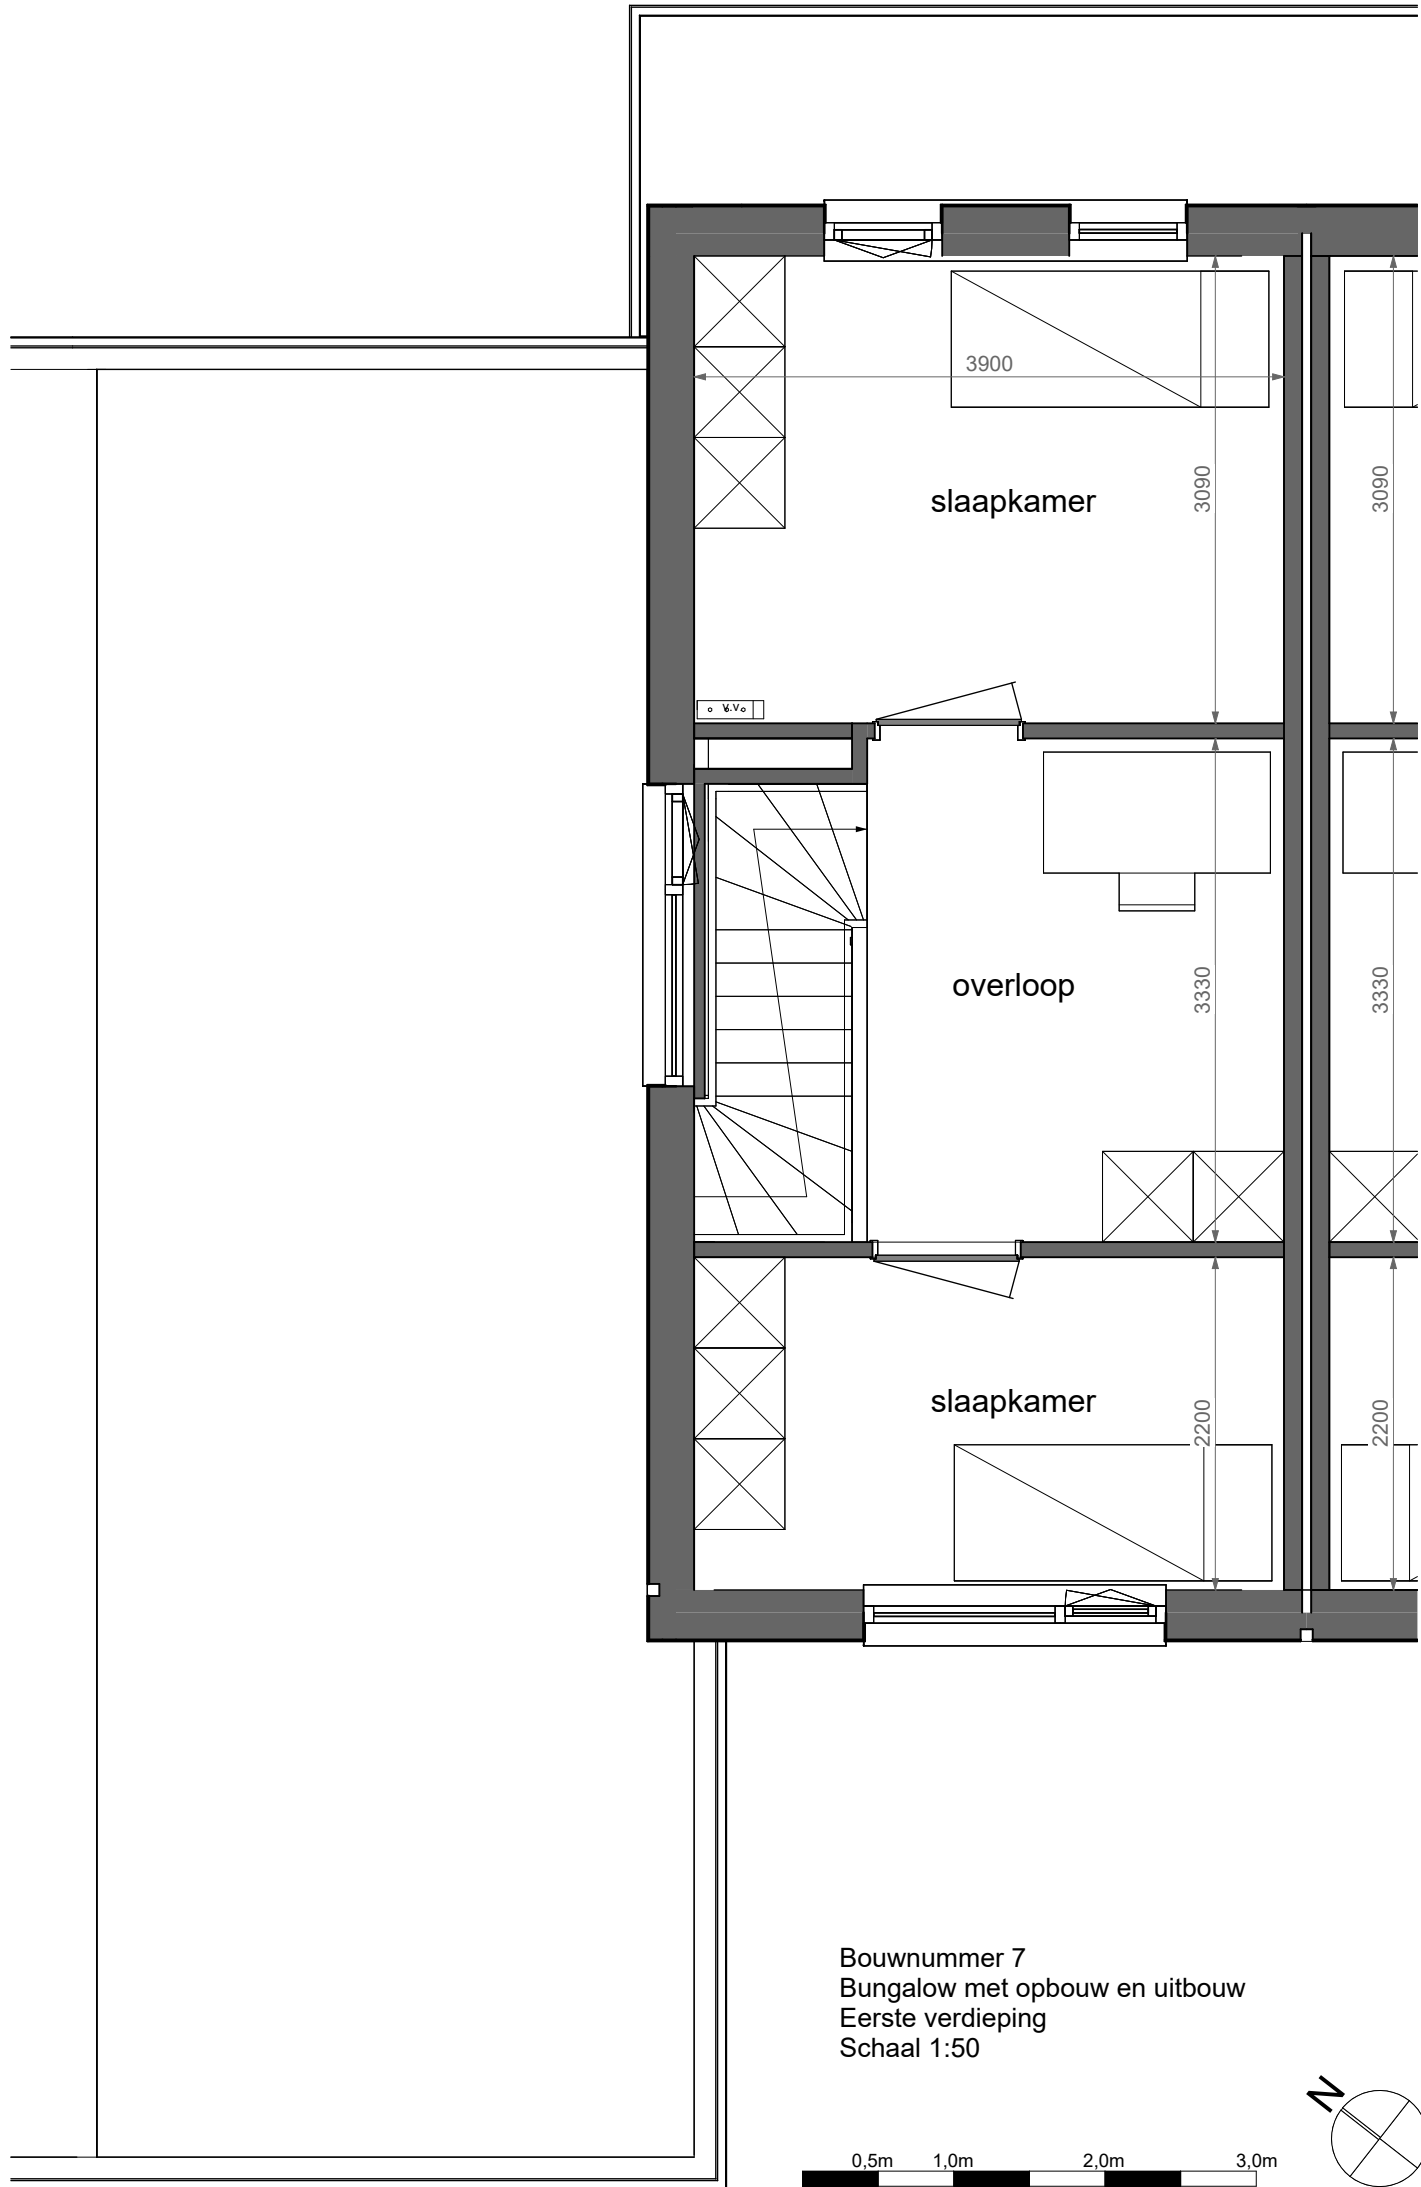 3900
slaapkamer
3090
3090
v.v.
overloop
3330
3330
slaapkamer
2200
2200
Bouwnummer 7
Bungalow met opbouw en uitbouw
Eerste verdieping
Schaal 1:50
N
0,5m 1,0m 2,0m 3,0m